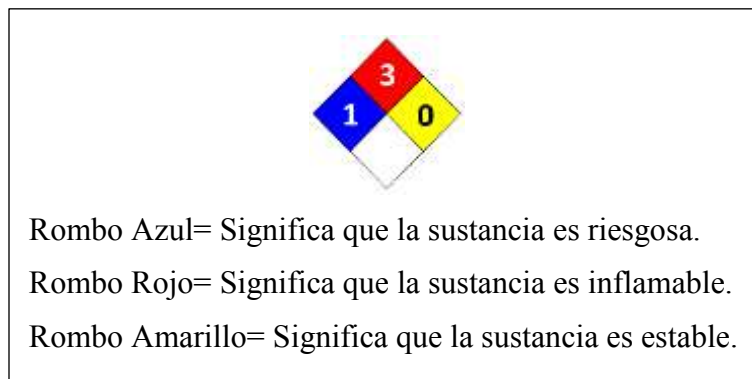 3
1 0
Rombo Azul= Significa que la sustancia es riesgosa.
Rombo Rojo= Significa que la sustancia es inflamable.
Rombo Amarillo= Significa que la sustancia es estable.